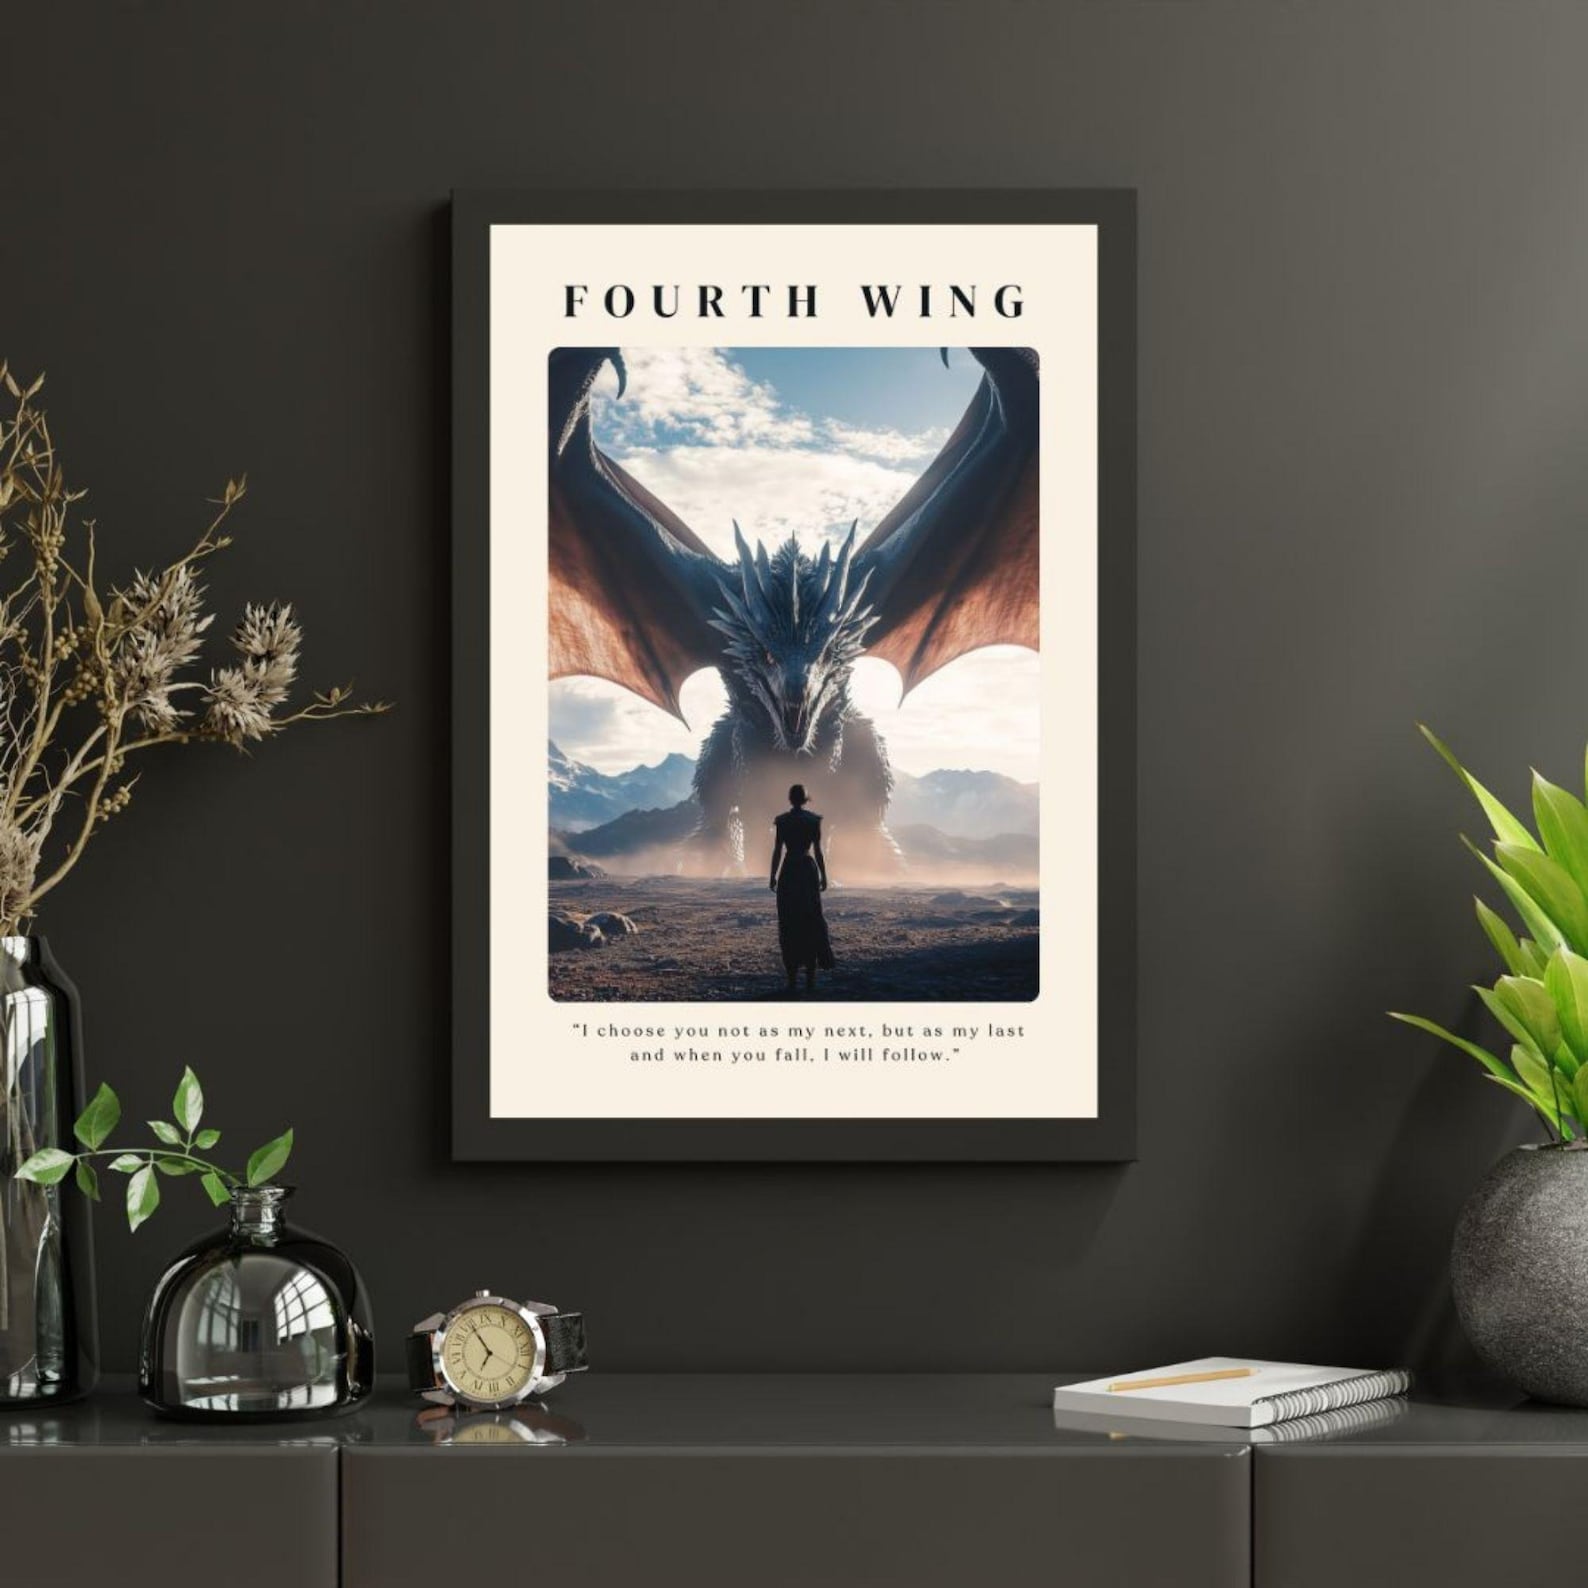 FOURTH WING
“I choose you not as my next, but as my last
and when you fall, I will follow.”